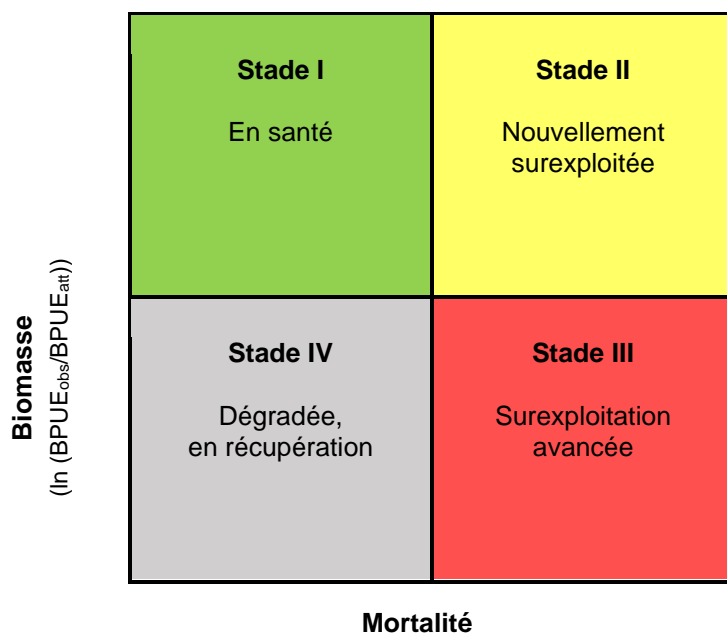 Stade I
En santé
Stade II
Nouvellement
surexploitée
Stade IV
Dégradée,
en récupération
Stade III
Surexploitation
avancée
Biomasse
(ln (BPUEobs/BPUEatt))
Mortalité